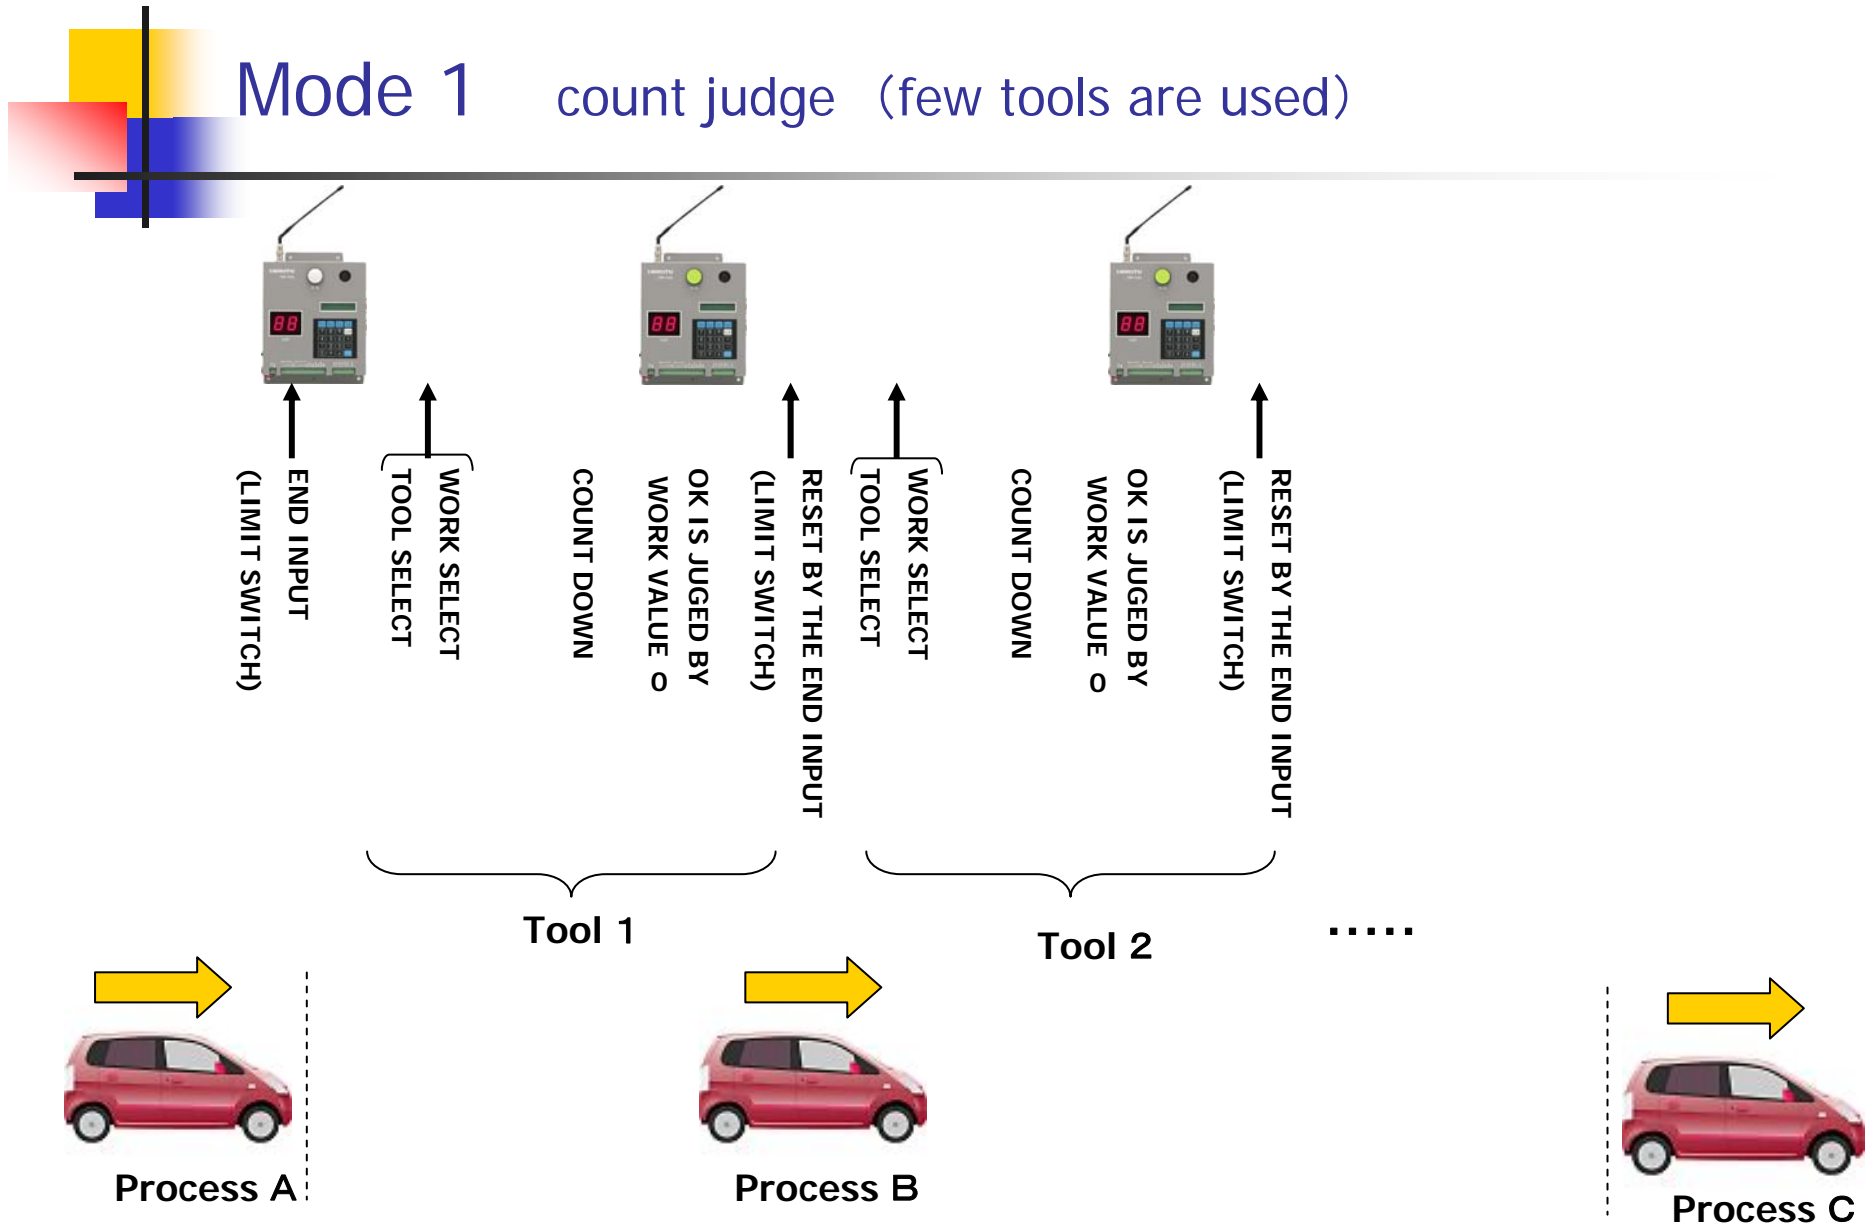 Mode 1 count judge (few tools are used)
88
88
88
END INPUT
(LIMIT SWITCH)
WORK SELECT
TOOL SELECT
COUNT DOWN
OK IS JUGED BY
WORK VALUE 0
RESET BY THE END INPUT
(LIMIT SWITCH)
WORK SELECT
TOOL SELECT
COUNT DOWN
OK IS JUGED BY
WORK VALUE 0
RESET BY THE END INPUT
(LIMIT SWITCH)
Tool 1
Tool 2
.....
Process A
Process B
Process C